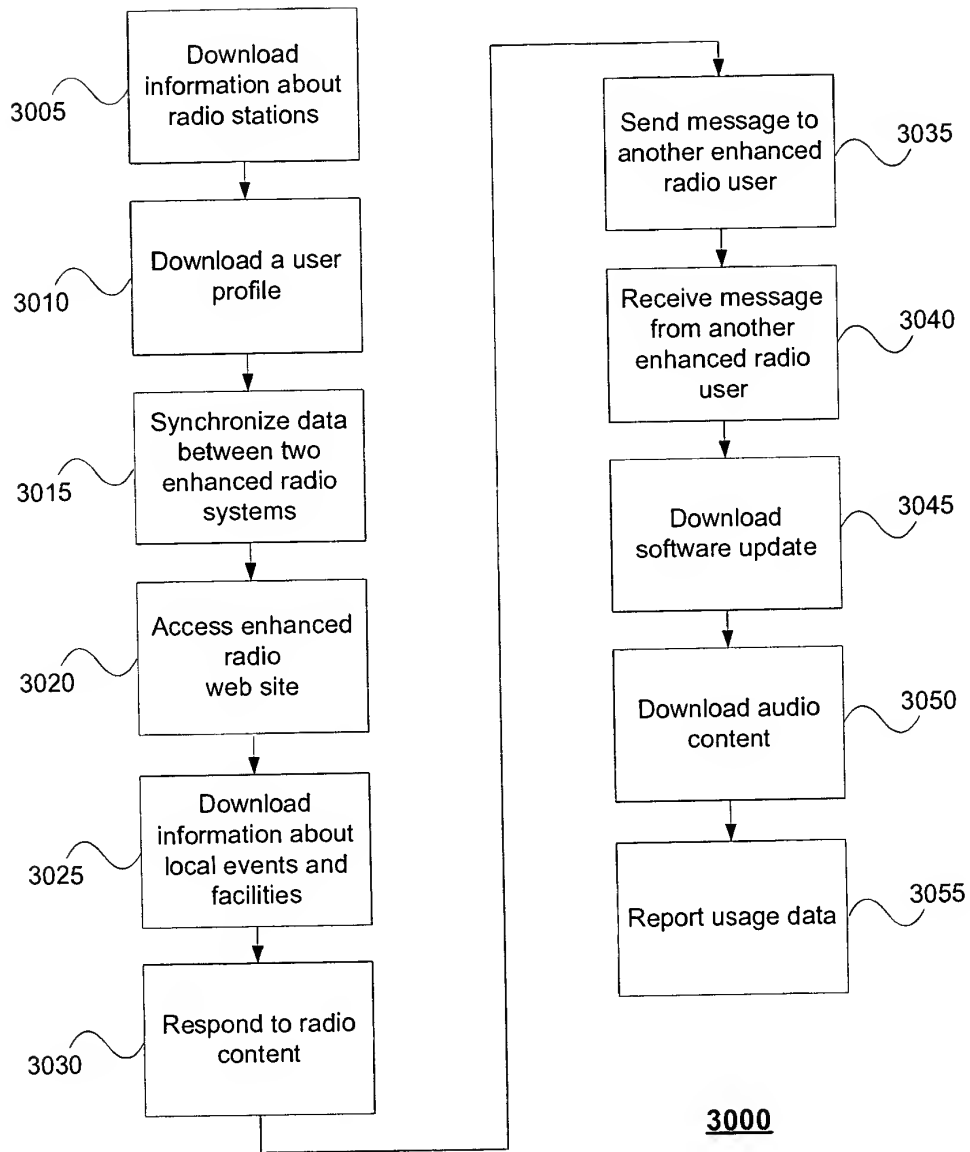 3005
Download
information about
radio stations
3010
Download a user
profile
3015
Synchronize data
between two
enhanced radio
systems
3020
Access enhanced
radio
web site
3025
Download
information about
local events and
facilities
3030
Respond to radio
content
Send message to
another enhanced
radio user
3035
Receive message
from another
enhanced radio
user
3040
Download
software update
3045
Download audio
content
3050
Report usage data
3055
3000